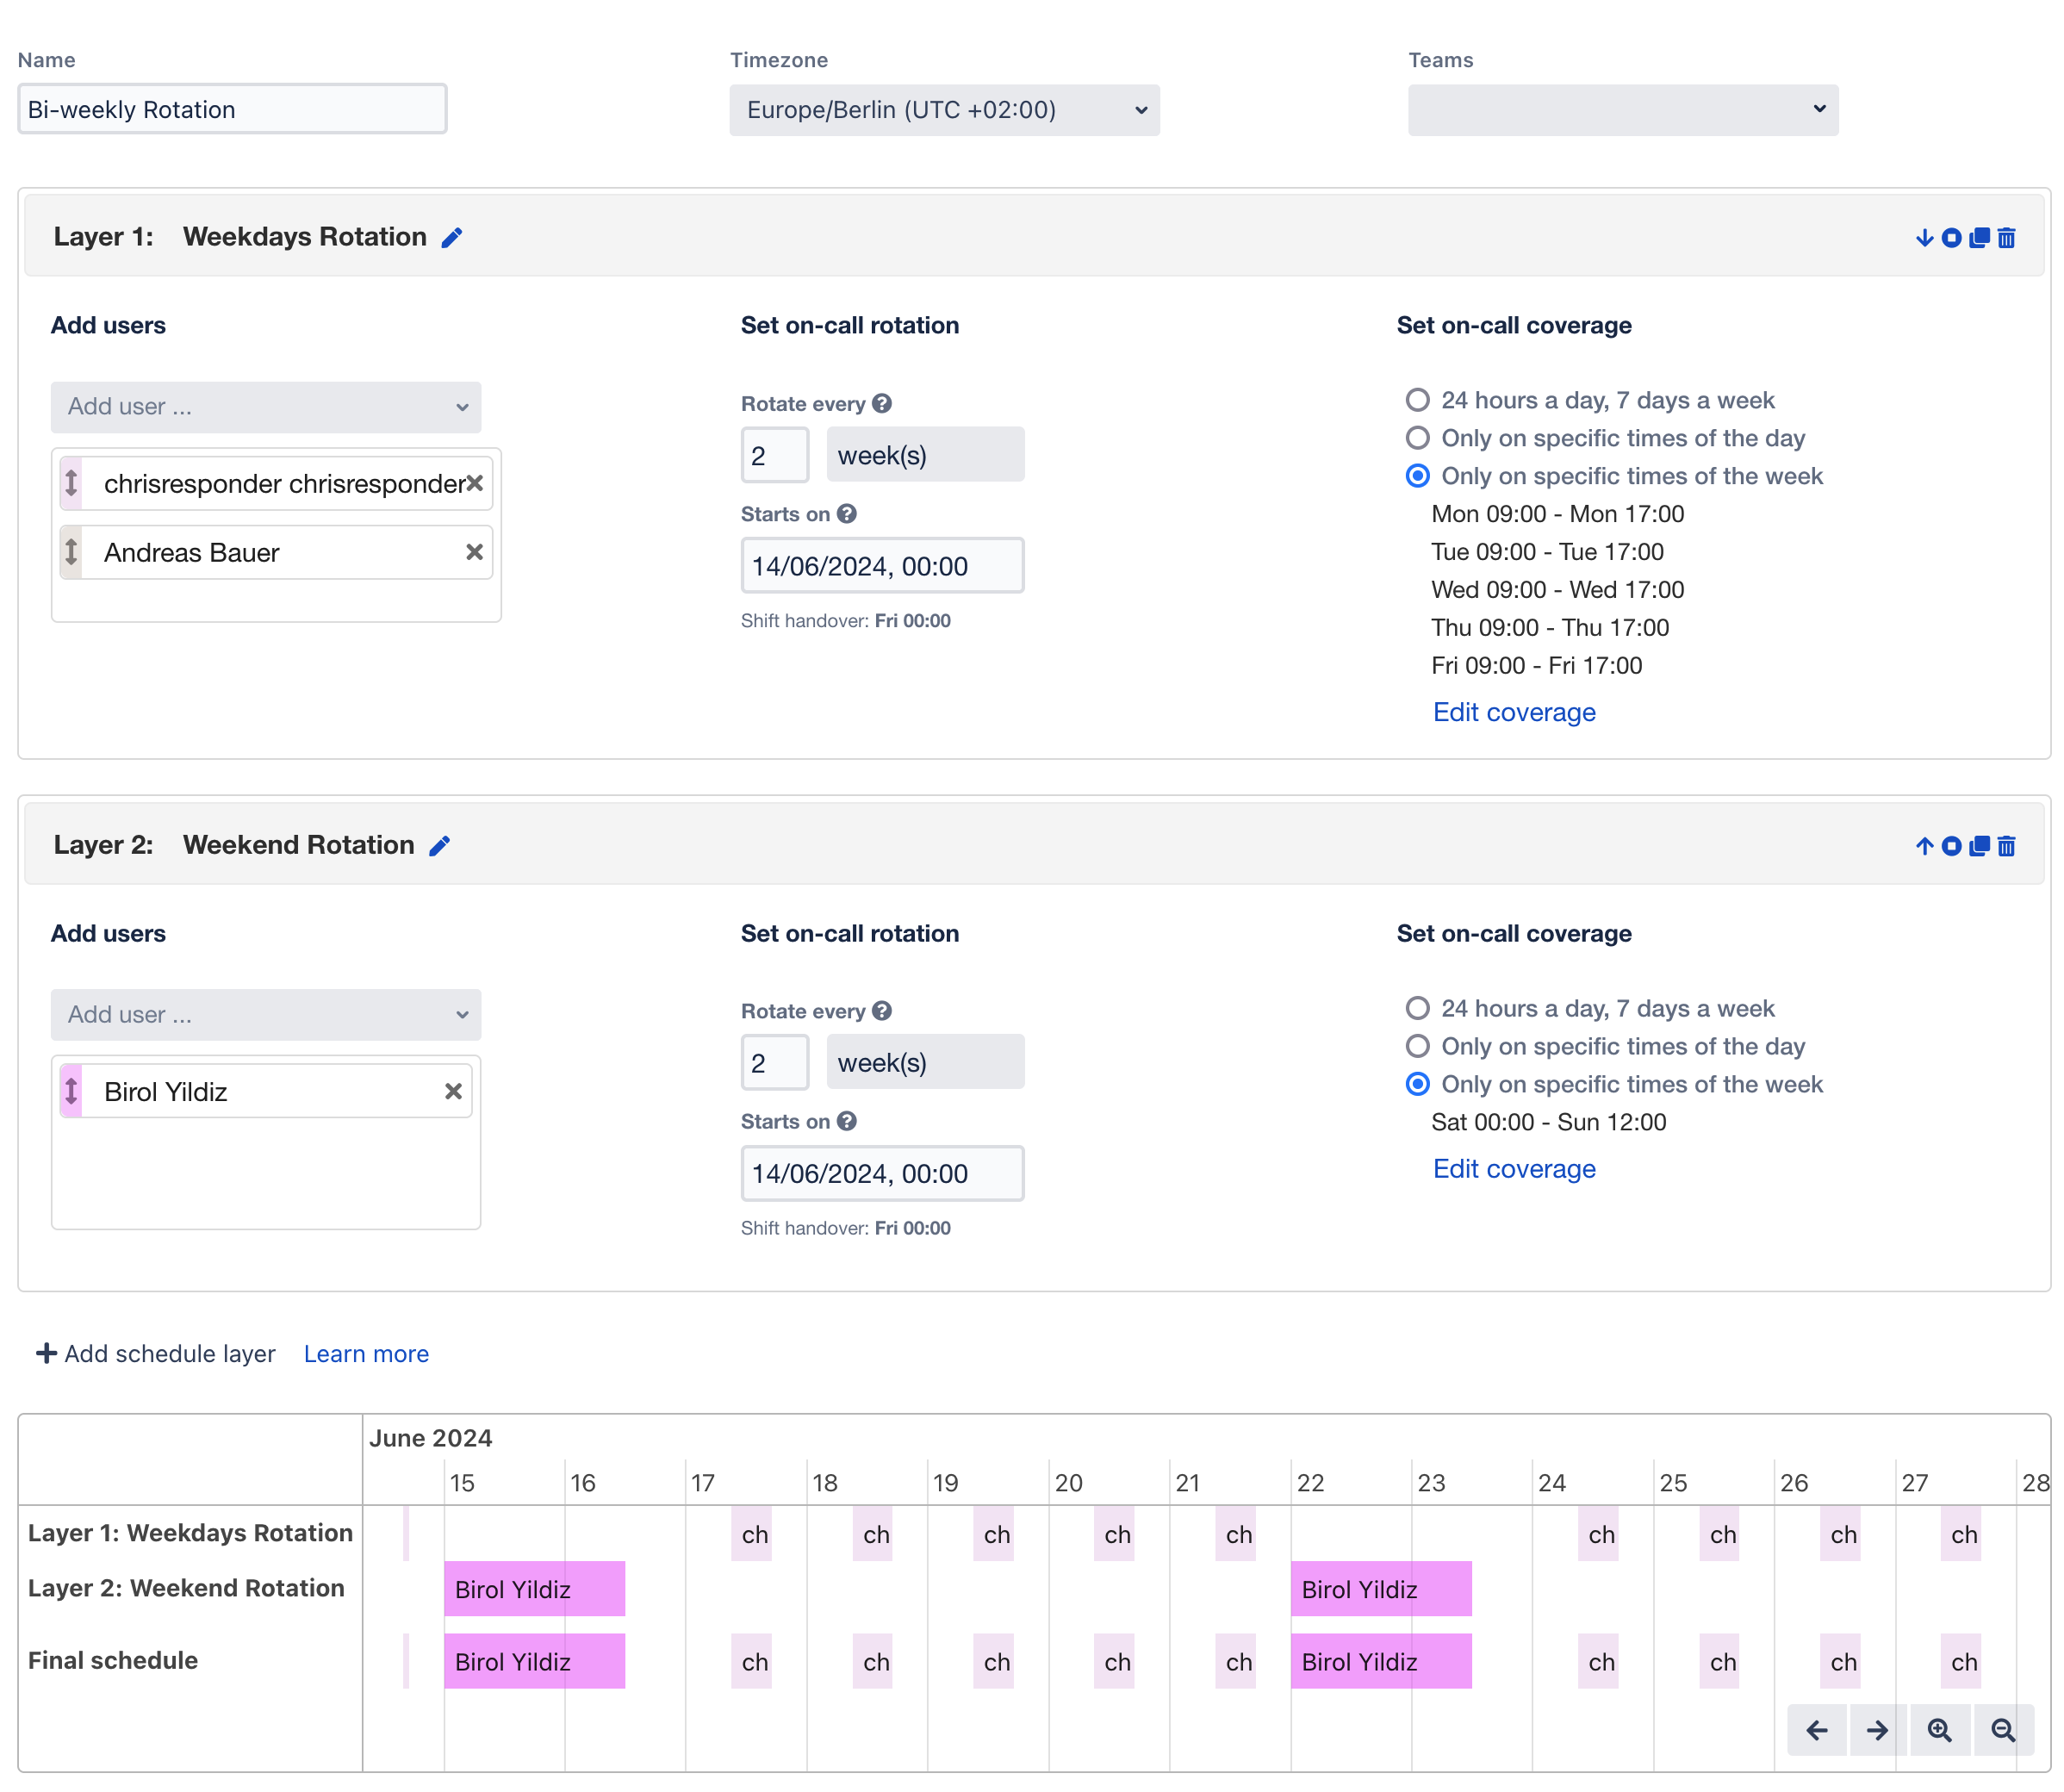 Name
Timezone
Teams
Bi-weekly Rotation
Europe/Berlin (UTC +02:00)
Layer 1: Weekdays Rotation
Add users
Set on-call rotation
Set on-call coverage
Add user ...
chrisresponder chrisresponder
Andreas Bauer
Rotate every
2 week(s)
Starts on
14/06/2024, 00:00
Shift handover: Fri 00:00
24 hours a day, 7 days a week
Only on specific times of the day
Only on specific times of the week
Mon 09:00 - Mon 17:00
Tue 09:00 - Tue 17:00
Wed 09:00 - Wed 17:00
Thu 09:00 - Thu 17:00
Fri 09:00 - Fri 17:00
Edit coverage
Layer 2: Weekend Rotation
Add users
Set on-call rotation
Set on-call coverage
Add user ...
Birol Yildiz
Rotate every
2 week(s)
Starts on
14/06/2024, 00:00
Shift handover: Fri 00:00
24 hours a day, 7 days a week
Only on specific times of the day
Only on specific times of the week
Sat 00:00 - Sun 12:00
Edit coverage
Add schedule layer Learn more
June 2024
15 16 17 18 19 20 21 22 23 24 25 26 27 28
Layer 1: Weekdays Rotation ch ch ch ch ch ch ch ch ch
Layer 2: Weekend Rotation Birol Yildiz Birol Yildiz
Final schedule Birol Yildiz ch ch ch ch ch Birol Yildiz ch ch ch ch